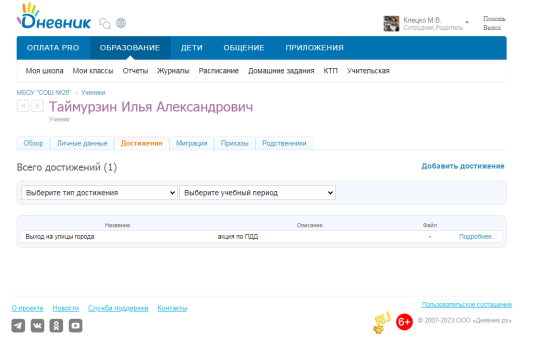 Дневник
Клецко М.В.
Сотрудник,Родитель
Помощь
Выход
ОПЛАТА PRO ОБРАЗОВАНИЕ ДЕТИ ОБЩЕНИЕ ПРИЛОЖЕНИЯ
Моя школа Мои классы Отчеты Журналы Расписание Домашние задания КТП Учительская
МБОУ "СОШ №26" › Ученики
Таймурзин Илья Александрович
Ученик
Обзор Личные данные Достижения Миграция Приказы Родственники
Всего достижений (1) Добавить достижение
Выберите тип достижения Выберите учебный период
Название Описание Файл
Выход на улицы города акция по ПДД - Подробнее...
О проекте Новости Служба поддержки Контакты
Пользовательское соглашение
6+ © 2007-2023 ООО «Дневник.ру»